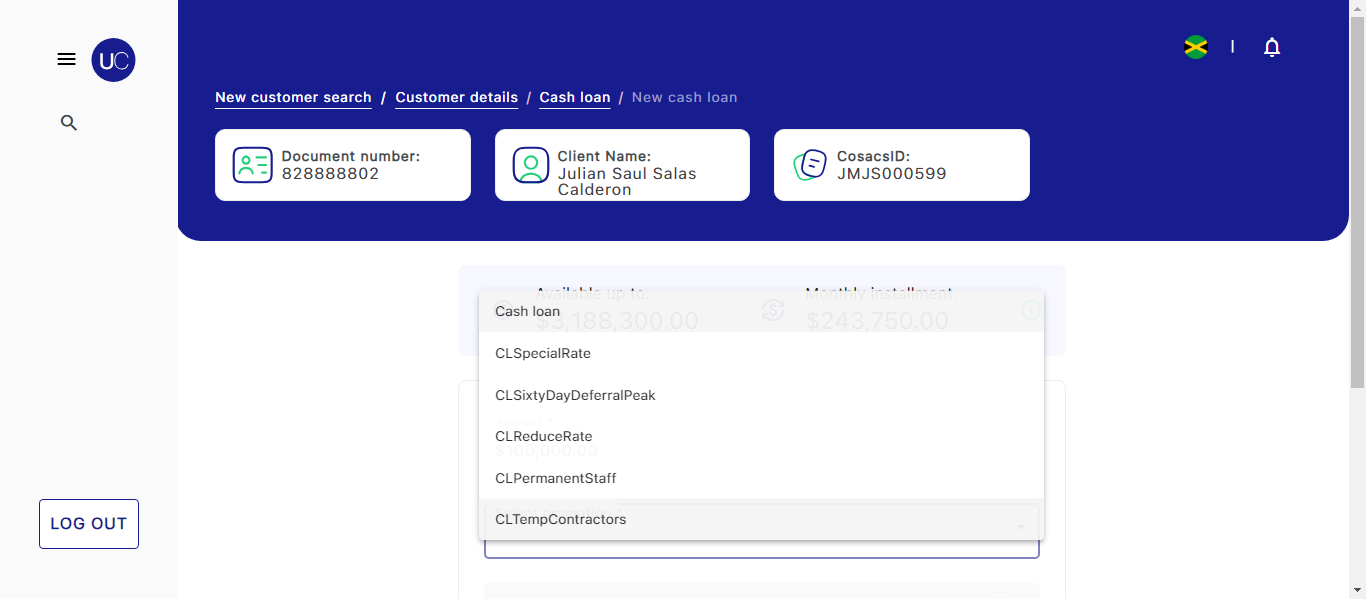 UC
New customer search / Customer details / Cash loan / New cash loan
Document number:
828888802
Client Name:
Julian Saul Salas
Calderon
CosacsID:
JMJS000599
Available up to:
$3,188,300.00
Monthly installment:
$243,750.00
Cash loan
CLSpecialRate
CLSixtyDayDeferralPeak
Amount *
CLReduceRate
$100,000.00
CLPermanentStaff
CLTempContractors
LOG OUT